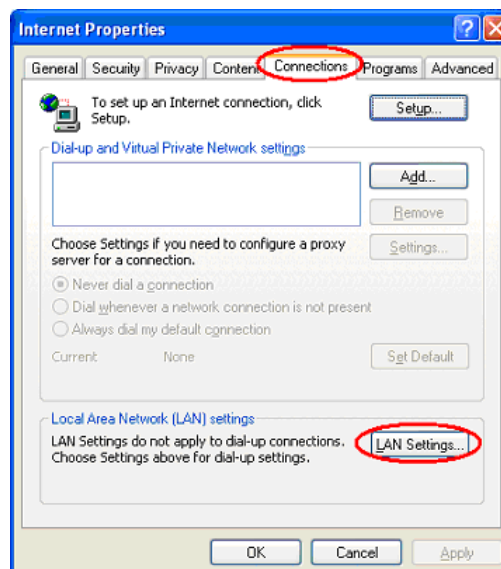 Internet Properties
General Security Privacy Content Connections Programs Advanced
To set up an Internet connection, click
Setup.
Setup...
Dial-up and Virtual Private Network settings
Add...
Remove
Choose Settings if you need to configure a proxy
server for a connection.
Settings...
Never dial a connection
Dial whenever a network connection is not present
Always dial my default connection
Current None
Set Default
Local Area Network (LAN) settings
LAN Settings do not apply to dial-up connections.
Choose Settings above for dial-up settings.
LAN Settings...
OK Cancel Apply